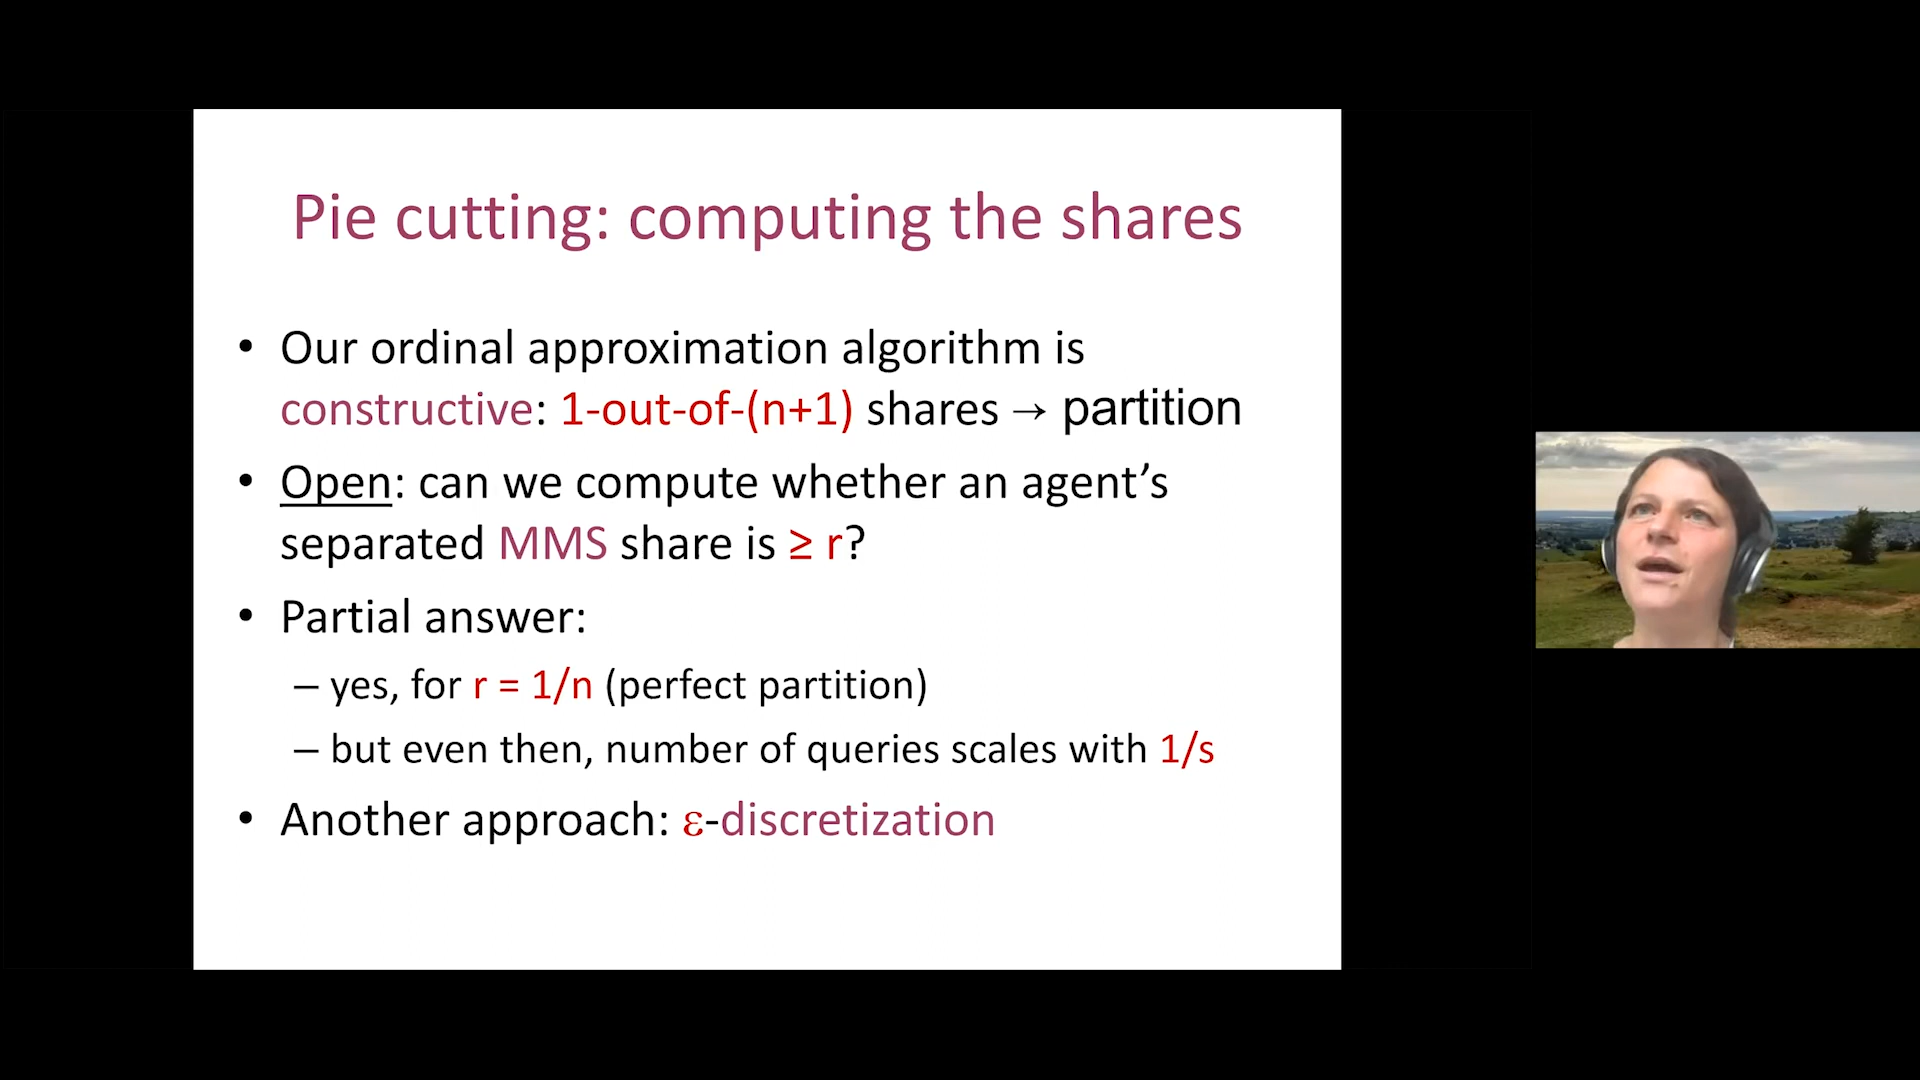 Pie cutting: computing the shares
• Our ordinal approximation algorithm is
constructive: 1-out-of-(n+1) shares → partition
• Open: can we compute whether an agent’s
separated MMS share is ≥ r?
• Partial answer:
– yes, for r = 1/n (perfect partition)
– but even then, number of queries scales with 1/s
• Another approach: ε-discretization